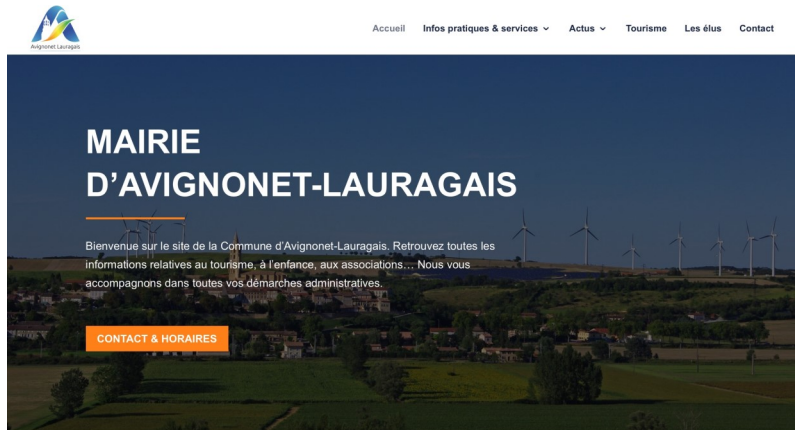 Avignonet Lauragais
Accueil Infos pratiques & services Actus Tourisme Les élus Contact
MAIRIE
D’AVIGNONET-LAURAGAIS
Bienvenue sur le site de la Commune d’Avignonet-Lauragais. Retrouvez toutes les
informations relatives au tourisme, à l’enfance, aux associations… Nous vous
accompagnons dans toutes vos démarches administratives.
CONTACT & HORAIRES